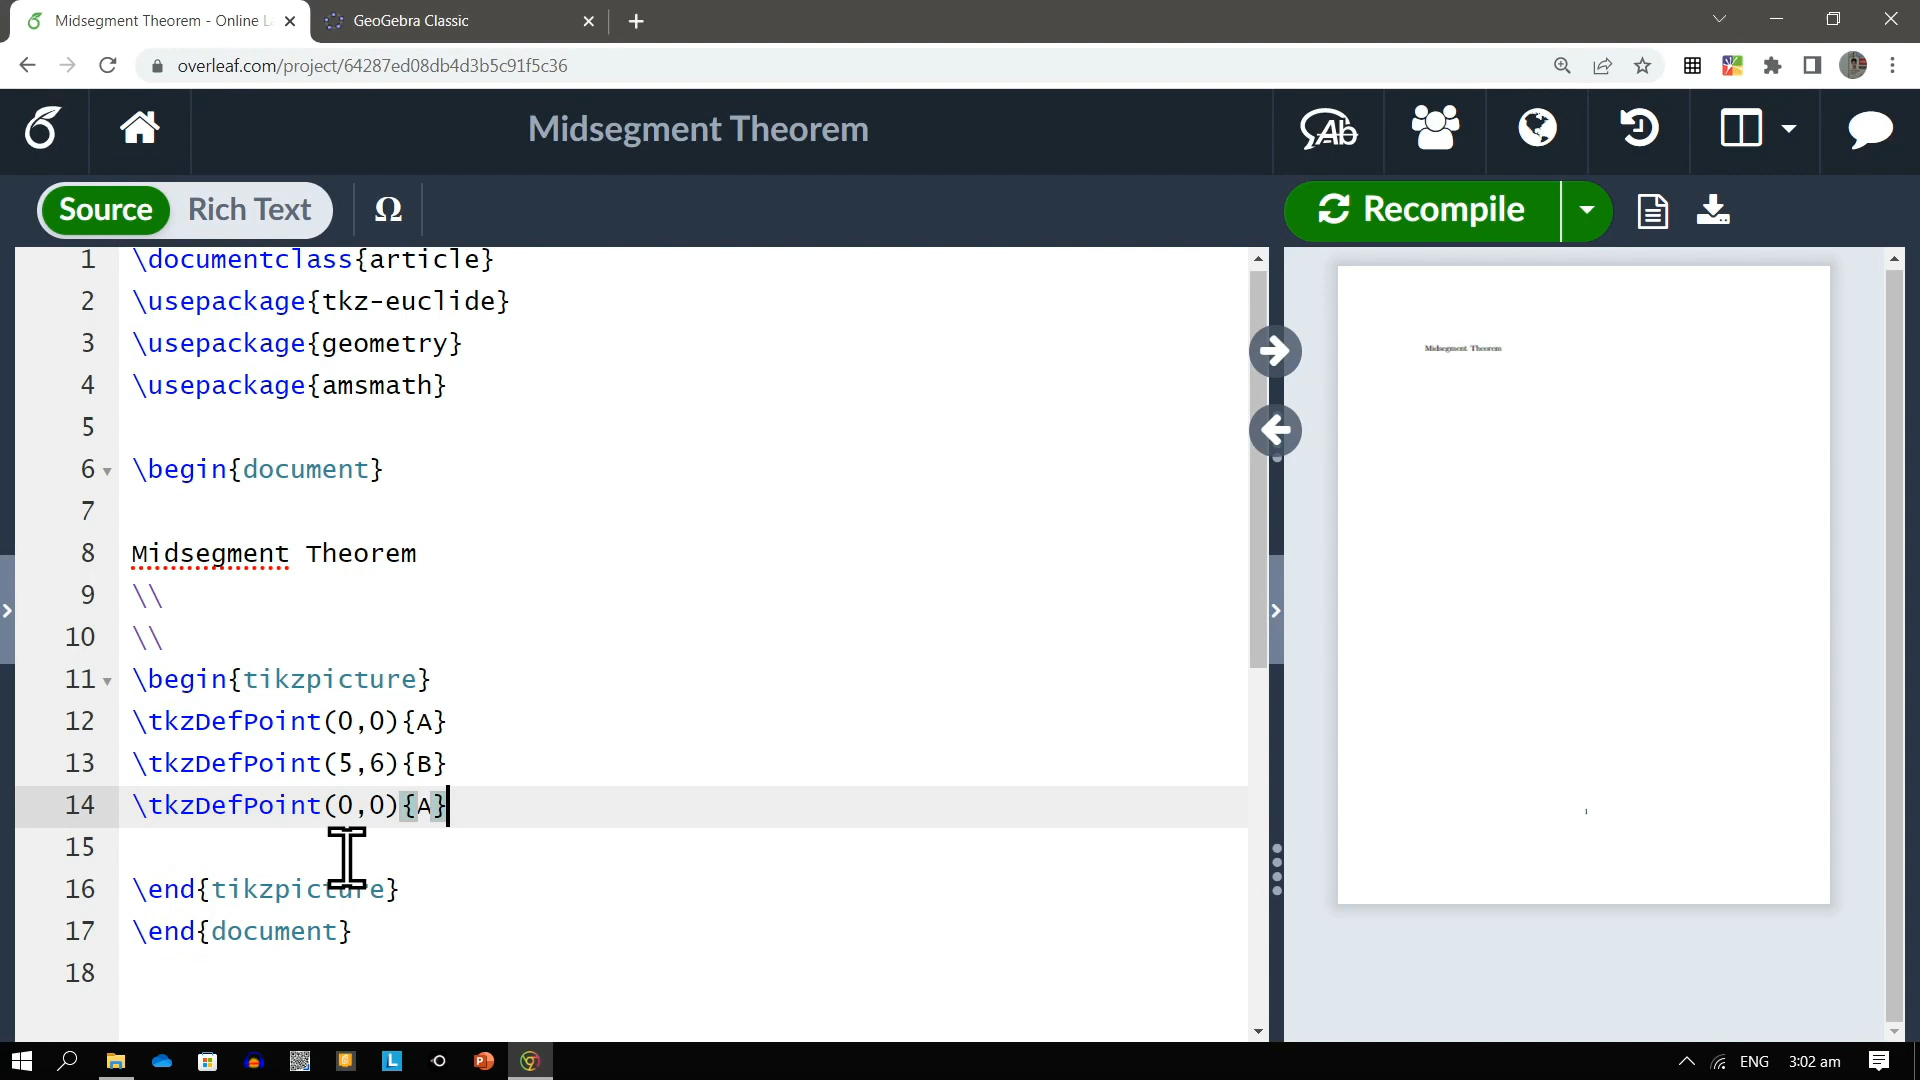 Midsegment Theorem - Online L
GeoGebra Classic
overleaf.com/project/64287ed08db4d3b5c91f5c36
Midsegment Theorem
Source Rich Text Ω
Recompile
1 \documentclass{article}
2 \usepackage{tkz-euclide}
3 \usepackage{geometry}
4 \usepackage{amsmath}
5
6 \begin{document}
7
8 Midsegment Theorem
9 \\
10 \\
11 \begin{tikzpicture}
12 \tkzDefPoint(0,0){A}
13 \tkzDefPoint(5,6){B}
14 \tkzDefPoint(0,0){A}
15
16 \end{tikzpicture}
17 \end{document}
18
Midsegment Theorem
1
ENG 3:02 am